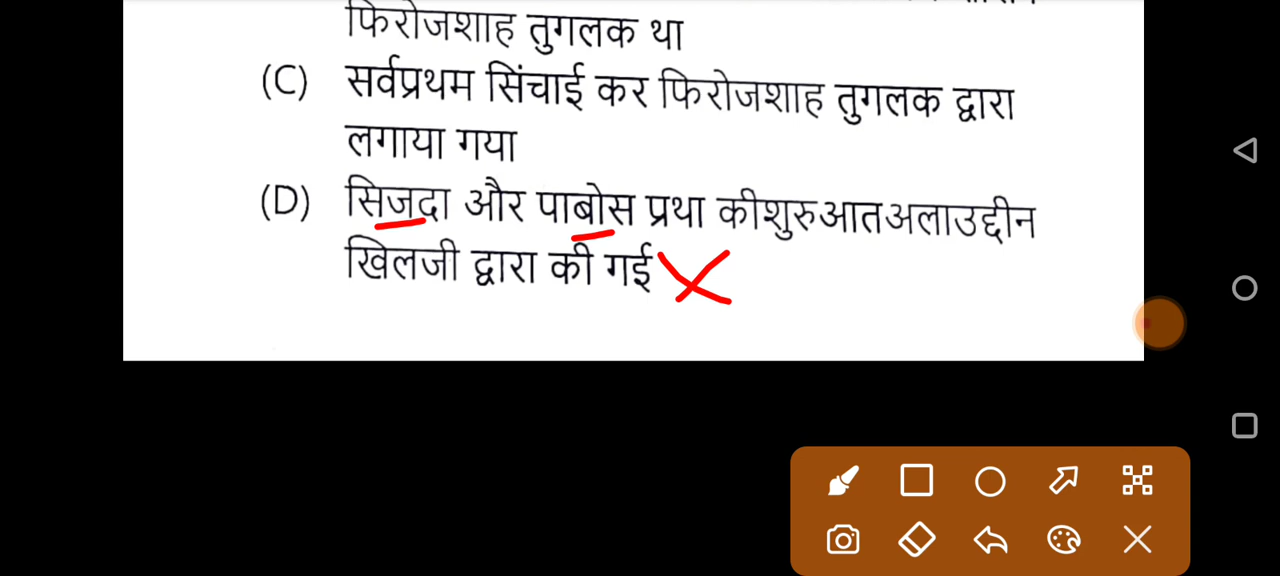 फिरोजशाह तुगलक था
(C) सर्वप्रथम सिंचाई कर फिरोजशाह तुगलक द्वारा
लगाया गया
(D) सिजदा और पाबोस प्रथा कीशुरुआतअलाउद्दीन
खिलजी द्वारा की गई